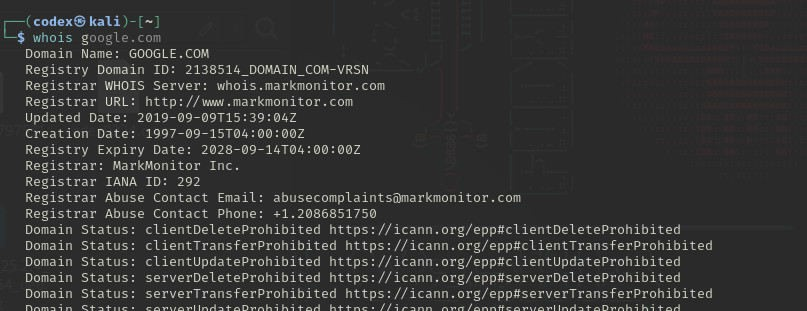 ┌──(codex㉿kali)-[~]
└─$ whois google.com
Domain Name: GOOGLE.COM
Registry Domain ID: 2138514_DOMAIN_COM-VRSN
Registrar WHOIS Server: whois.markmonitor.com
Registrar URL: http://www.markmonitor.com
Updated Date: 2019-09-09T15:39:04Z
Creation Date: 1997-09-15T04:00:00Z
Registry Expiry Date: 2028-09-14T04:00:00Z
Registrar: MarkMonitor Inc.
Registrar IANA ID: 292
Registrar Abuse Contact Email: abusecomplaints@markmonitor.com
Registrar Abuse Contact Phone: +1.2086851750
Domain Status: clientDeleteProhibited https://icann.org/epp#clientDeleteProhibited
Domain Status: clientTransferProhibited https://icann.org/epp#clientTransferProhibited
Domain Status: clientUpdateProhibited https://icann.org/epp#clientUpdateProhibited
Domain Status: serverDeleteProhibited https://icann.org/epp#serverDeleteProhibited
Domain Status: serverTransferProhibited https://icann.org/epp#serverTransferProhibited
Domain Status: serverUpdateProhibited https://icann.org/epp#serverUpdateProhibited